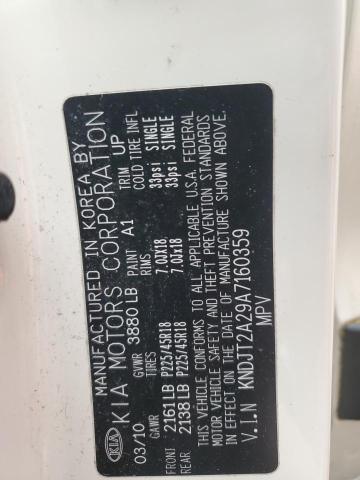 KIA
MANUFACTURED IN KOREA BY
KIA MOTORS CORPORATION
03/10 GVWR 3880 LB PAINT A1 TRIM UP
GAWR TIRES RIMS COLD TIRE INFL
FRONT 2161LB P225/45R18 7.0JX18 33psi SINGLE
REAR 2138LB P225/45R18 7.0Jx18 33psi SINGLE
THIS VEHICLE CONFORMS TO ALL APPLICABLE U.S.A. FEDERAL
MOTOR VEHICLE SAFETY AND THEFT PREVENTION STANDARDS
IN EFFECT ON THE DATE OF MANUFACTURE SHOWN ABOVE.
V.I.N KNDJT2A29A7160359
MPV